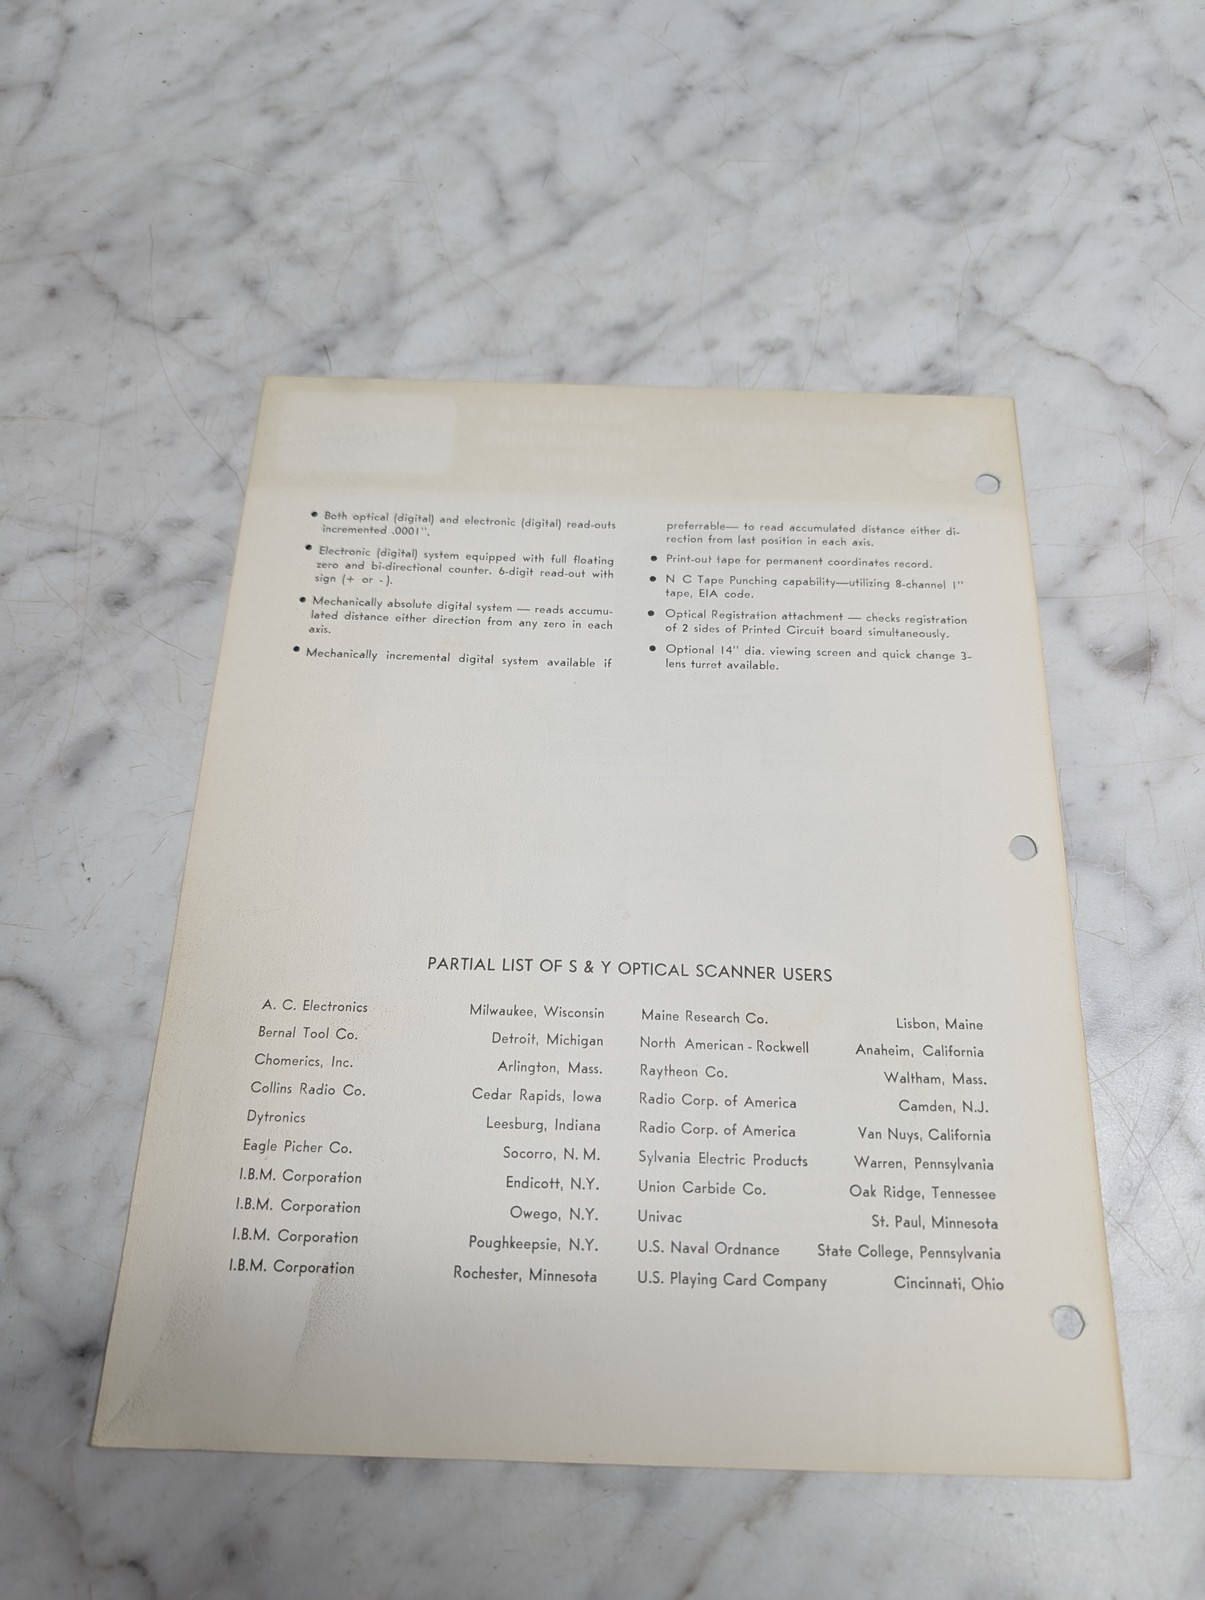 • Both optical (digital) and electronic (digital) read-outs
incremented .0001".
• Electronic (digital) system equipped with full floating
zero and bi-directional counter. 6-digit read-out with
sign (+ or -).
• Mechanically absolute digital system — reads accumu-
lated distance either direction from any zero in each
axis.
• Mechanically incremental digital system available if
preferrable— to read accumulated distance either di-
rection from last position in each axis.
• Print-out tape for permanent coordinates record.
• N C Tape Punching capability—utilizing 8-channel 1"
tape, EIA code.
• Optical Registration attachment — checks registration
of 2 sides of Printed Circuit board simultaneously.
• Optional 14" dia. viewing screen and quick change 3-
lens turret available.
PARTIAL LIST OF S & Y OPTICAL SCANNER USERS
A. C. Electronics Milwaukee, Wisconsin
Bernal Tool Co. Detroit, Michigan
Chomerics, Inc. Arlington, Mass.
Collins Radio Co. Cedar Rapids, Iowa
Dytronics Leesburg, Indiana
Eagle Picher Co. Socorro, N. M.
I.B.M. Corporation Endicott, N.Y.
I.B.M. Corporation Owego, N.Y.
I.B.M. Corporation Poughkeepsie, N.Y.
I.B.M. Corporation Rochester, Minnesota
Maine Research Co. Lisbon, Maine
North American - Rockwell Anaheim, California
Raytheon Co. Waltham, Mass.
Radio Corp. of America Camden, N.J.
Radio Corp. of America Van Nuys, California
Sylvania Electric Products Warren, Pennsylvania
Union Carbide Co. Oak Ridge, Tennessee
Univac St. Paul, Minnesota
U.S. Naval Ordnance State College, Pennsylvania
U.S. Playing Card Company Cincinnati, Ohio